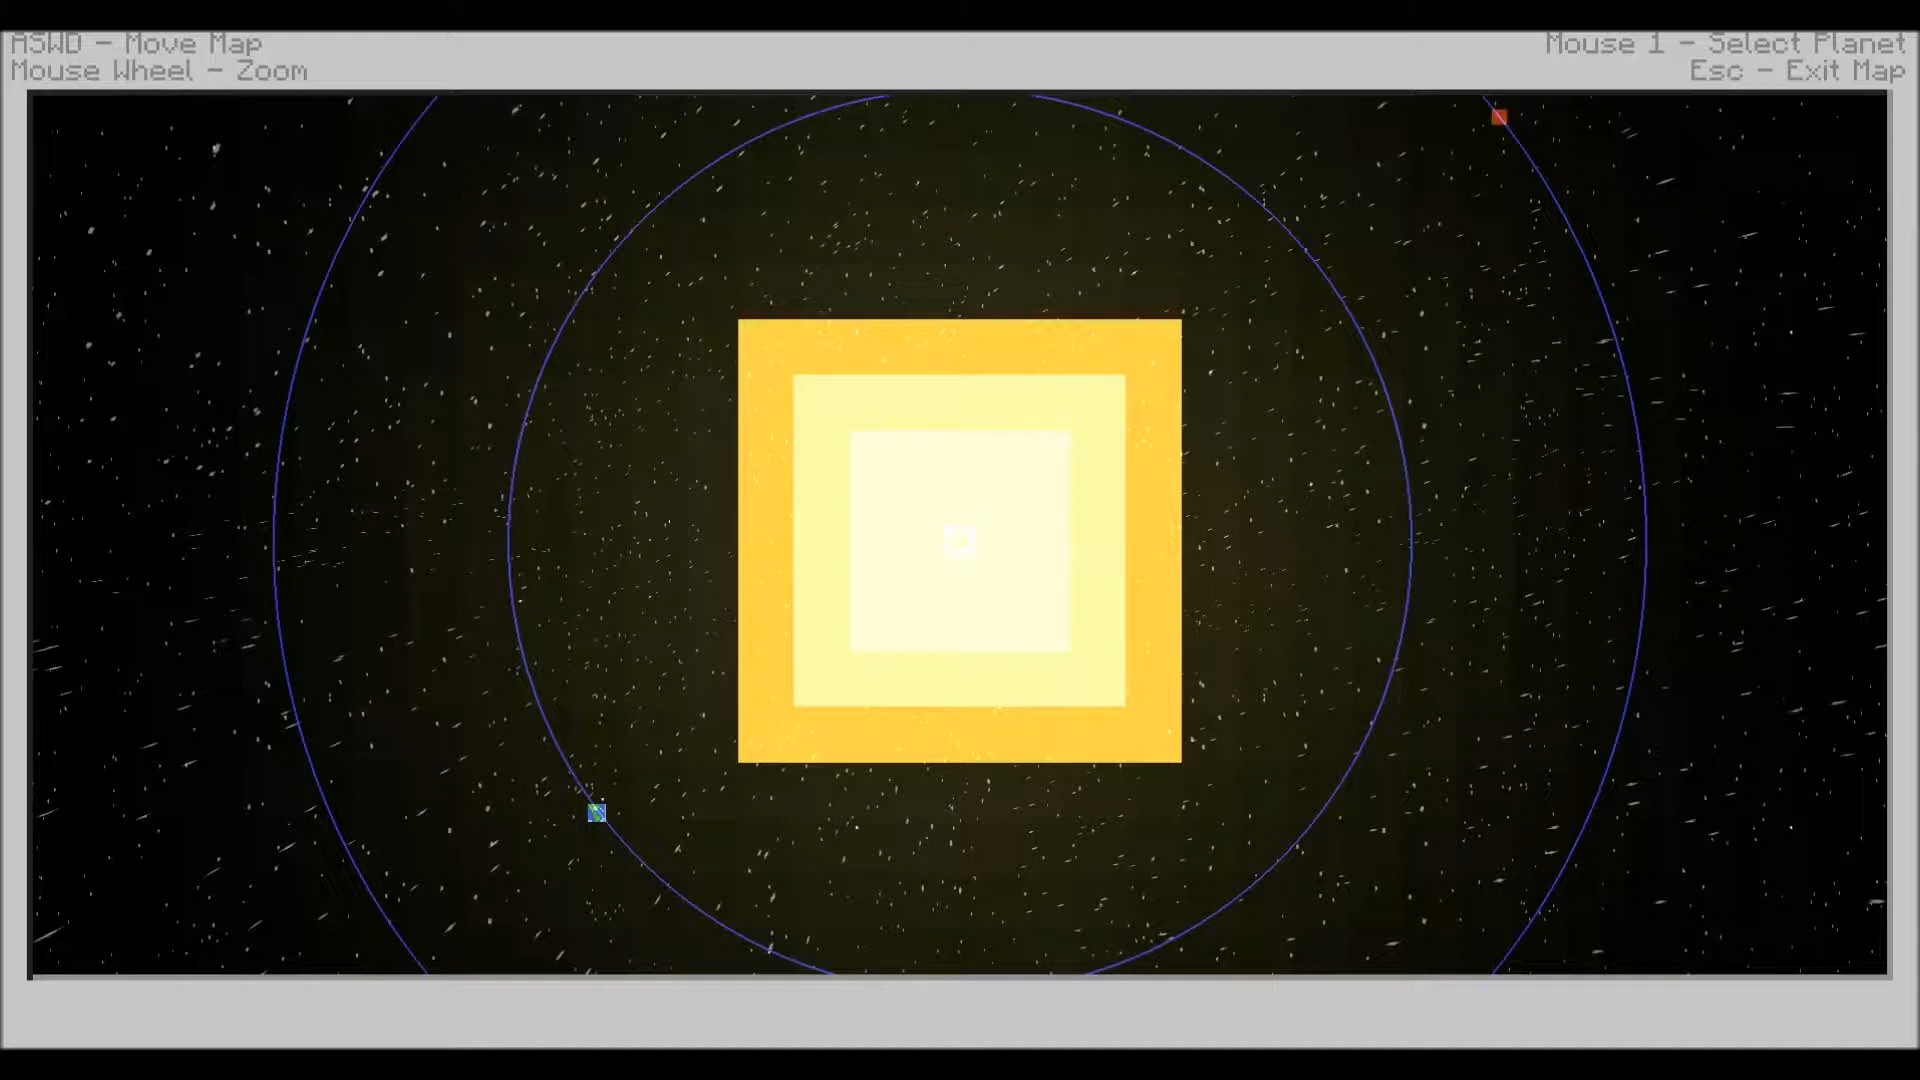 ASWD - Move Map
Mouse Wheel - Zoom
Mouse 1 - Select Planet
Esc - Exit Map